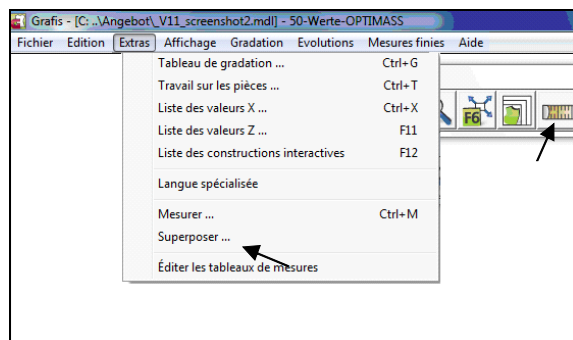 Grafis - [C: ..\Angebot\_V11_screenshot2.mdl] - 50-Werte-OPTIMASS
Fichier Edition Extras Affichage Gradation Evolutions Mesures finies Aide
Tableau de gradation ... Ctrl+G
Travail sur les pièces ... Ctrl+T
Liste des valeurs X ... Ctrl+X
Liste des valeurs Z ... F11
Liste des constructions interactives F12
Langue spécialisée
Mesurer ... Ctrl+M
Superposer ...
Éditer les tableaux de mesures
F6